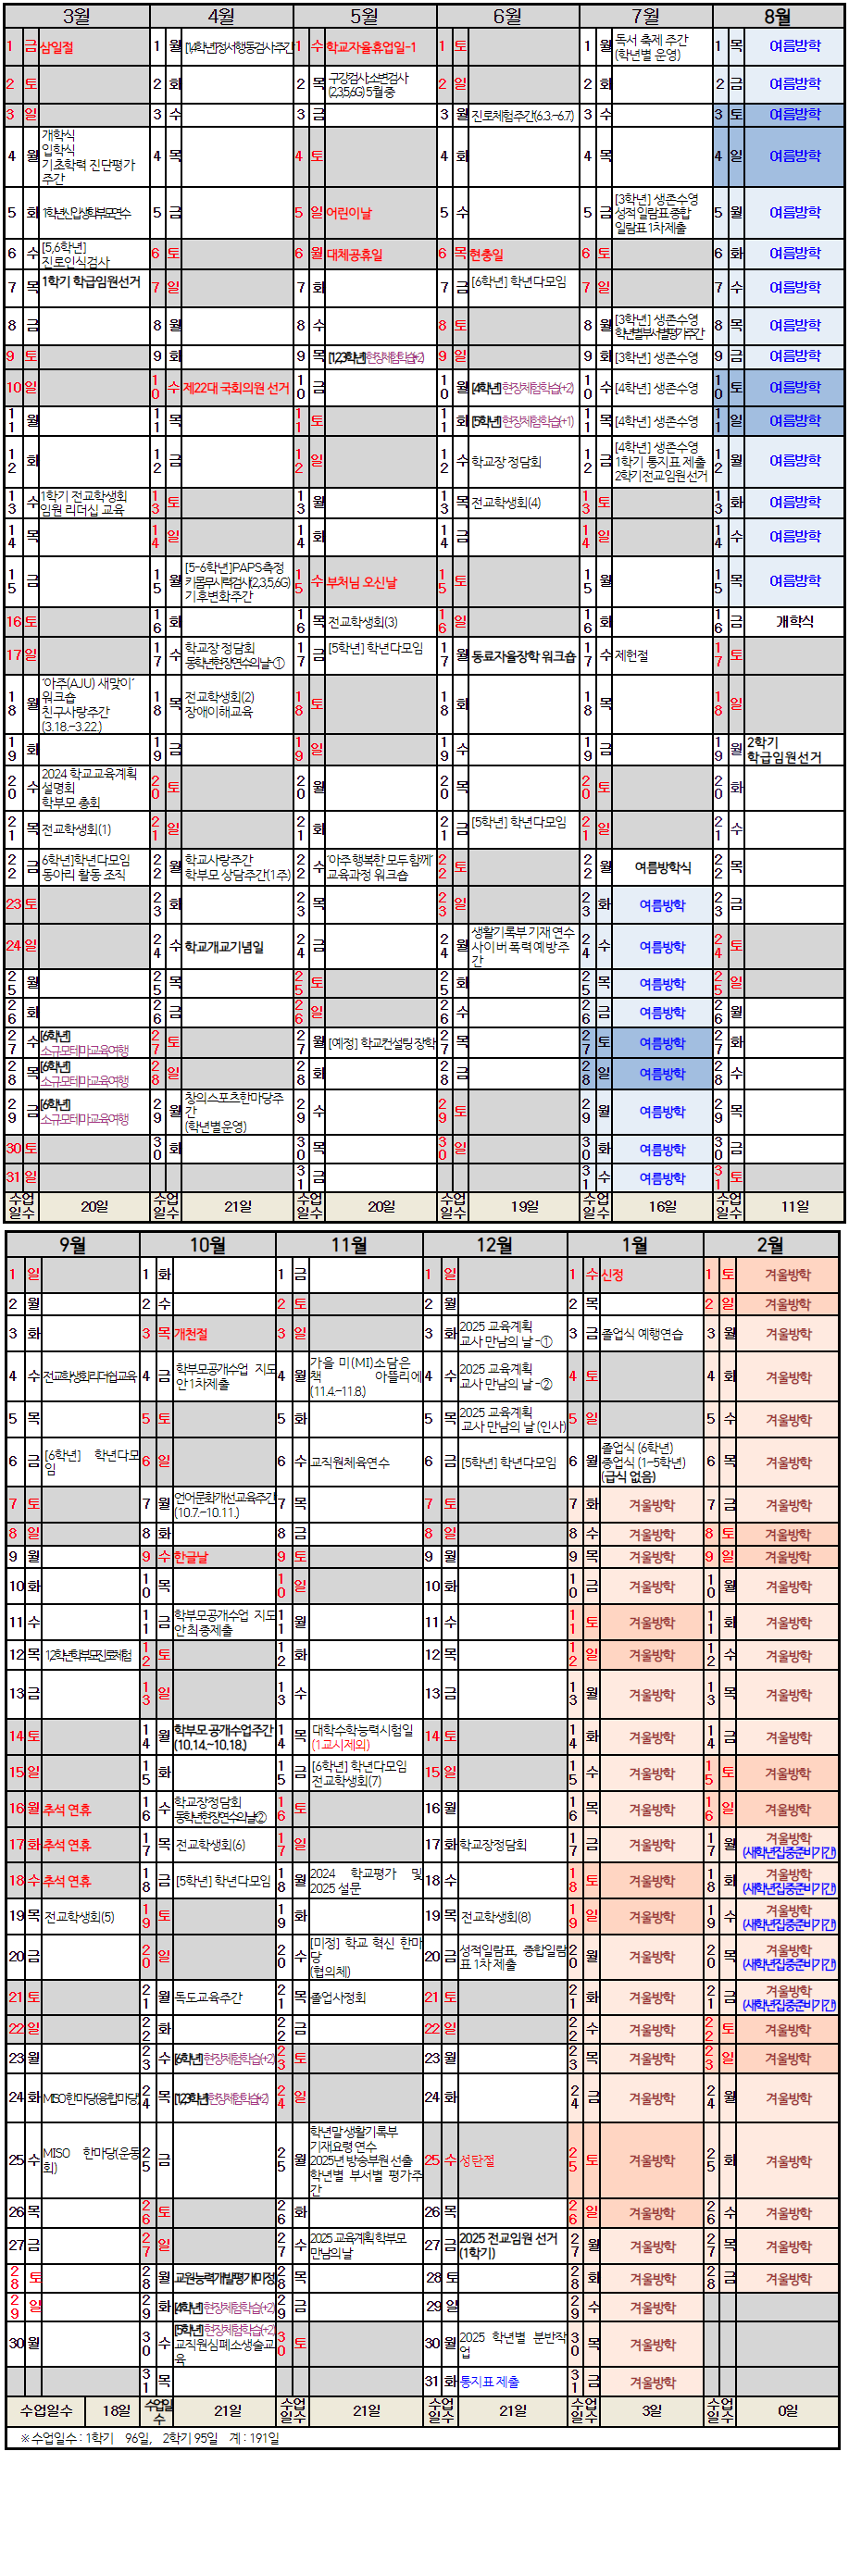 3월 4월 5월 6월 7월 8월
1 금 삼일절 1 월 [1,4학년]정서행동검사주간 1 수 학교자율휴업일-1 1 토 1 월 독서 축제 주간 (학년별 운영) 1 목 여름방학
2 토 2 화 2 목 구강검사,소변검사 (2,3,5,6G) 5월 중 2 일 2 화 2 금 여름방학
3 일 3 수 3 금 3 월 진로체험주간(6.3.~6.7) 3 수 3 토 여름방학
4 월 개학식 입학식 기초학력 진단평가 주간 4 목 4 토 4 화 4 목 4 일 여름방학
5 화 1학년신입생학부모연수 5 금 5 일 어린이날 5 수 5 금 [3학년] 생존수영 성적 일람표 종합 일람표 1차제출 5 월 여름방학
6 수 [5,6학년] 진로인식검사 6 토 6 월 대체공휴일 6 목 현충일 6 토 6 화 여름방학
7 목 1학기 학급임원선거 7 일 7 화 7 금 [6학년] 학년다모임 7 일 7 수 여름방학
8 금 8 월 8 수 8 토 8 월 [3학년] 생존수영 학년별부서별평가주간 8 목 여름방학
9 토 9 화 9 목 [1,2,3학년]현장체험학습(+2) 9 일 9 화 [3학년] 생존수영 9 금 여름방학
10 일 10 수 제22대 국회의원 선거 10 금 10 월 [4학년]현장체험학습(+2) 10 수 [4학년] 생존수영 10 토 여름방학
11 월 11 목 11 토 11 화 [5학년]현장체험학습(+1) 11 목 [4학년] 생존수영 11 일 여름방학
12 화 12 금 12 일 12 수 학교장 정담회 12 금 [4학년] 생존수영 1학기 통지표 제출 2학기전교임원선거 12 월 여름방학
13 수 1학기 전교학생회 임원 리더십 교육 13 토 13 월 13 목 전교학생회(4) 13 토 13 화 여름방학
14 목 14 일 14 화 14 금 14 일 14 수 여름방학
15 금 15 월 [5-6학년]PAPS측정 키몸무시력검사(2,3,5,6G) 기후변화주간 15 수 부처님 오신날 15 토 15 월 15 목 여름방학
16 토 16 화 16 목 전교학생회(3) 16 일 16 화 16 금 개학식
17 일 17 수 학교장 정담회 동학년현장연수의날-① 17 금 [5학년] 학년다모임 17 월 동료자율장학 워크숍 17 수 제헌절 17 토
18 월 '아주(AJU) 새맞이' 워크숍 친구사랑주간 (3.18.~3.22.) 18 목 전교학생회(2) 장애이해교육 18 토 18 화 18 목 18 일
19 화 19 금 19 일 19 수 19 금 19 월 2학기 학급임원선거
20 수 2024 학교교육계획 설명회 학부모 총회 20 토 20 월 20 목 20 토 20 화
21 목 전교학생회(1) 21 일 21 화 21 금 [5학년] 학년다모임 21 일 21 수
22 금 6학년]학년다모임 동아리 활동 조직 22 월 학교사랑주간 학부모 상담주간(1주) 22 수 '아주 행복한 모두함께' 교육과정 워크숍 22 토 22 월 여름방학식 22 목
23 토 23 화 23 목 23 일 23 화 여름방학 23 금
24 일 24 수 학교개교기념일 24 금 24 월 생활기록부기재연수 사이버폭력예방주간 24 수 여름방학 24 토
25 월 25 목 25 토 25 화 25 목 여름방학 25 일
26 화 26 금 26 일 26 수 26 금 여름방학 26 월
27 수 [6학년] 소규모테마교육여행 27 토 27 월 [예정] 학교컨설팅장학 27 목 27 토 여름방학 27 화
28 목 [6학년] 소규모테마교육여행 28 일 28 화 28 금 28 일 여름방학 28 수
29 금 [6학년] 소규모테마교육여행 29 월 창의스포츠한마당주간 (학년별운영) 29 수 29 토 29 월 여름방학 29 목
30 토 30 화 30 목 30 일 30 화 여름방학 30 금
31 일 31 금 31 수 여름방학 31 토
수업일수 20일 수업일수 21일 수업일수 20일 수업일수 19일 수업일수 16일 수업일수 11일
9월 10월 11월 12월 1월 2월
1 일 1 화 1 금 1 일 1 수 신정 1 토 겨울방학
2 월 2 수 2 토 2 월 2 목 2 일 겨울방학
3 화 3 목 개천절 3 일 3 화 2025 교육계획 교사 만남의 날 -① 3 금 졸업식 예행연습 3 월 겨울방학
4 수 전교학생회리더쉽교육 4 금 학부모공개수업 지도안1차제출 4 월 가을 미(MI)소담은 책 아뜰리에 (11.4.~11.8.) 4 수 2025 교육계획 교사 만남의 날 -② 4 토 4 화 겨울방학
5 목 5 토 5 화 5 목 2025 교육계획 교사 만남의 날 (인사) 5 일 5 수 겨울방학
6 금 [6학년] 학년다모임 6 일 6 수 교직원체육연수 6 금 [5학년] 학년다모임 6 월 졸업식 (6학년) 종업식 (1~5학년) (급식 없음) 6 목 겨울방학
7 토 7 월 언어문화개선교육주간 (10.7.~10.11.) 7 목 7 토 7 화 겨울방학 7 금 겨울방학
8 일 8 화 8 금 8 일 8 수 겨울방학 8 토 겨울방학
9 월 9 수 한글날 9 토 9 월 9 목 겨울방학 9 일 겨울방학
10 화 10 목 10 일 10 화 10 금 겨울방학 10 월 겨울방학
11 수 11 금 학부모공개수업 지도안최종제출 11 월 11 수 11 토 겨울방학 11 화 겨울방학
12 목 1,2학년학부모진로체험 12 토 12 화 12 목 12 일 겨울방학 12 수 겨울방학
13 금 13 일 13 수 13 금 13 월 겨울방학 13 목 겨울방학
14 토 14 월 학부모 공개수업주간 (10.14.~10.18.) 14 목 대학수학능력시험일 (1교시제외) 14 토 14 화 겨울방학 14 금 겨울방학
15 일 15 화 15 금 [6학년] 학년다모임 전교학생회(7) 15 일 15 수 겨울방학 15 토 겨울방학
16 월 추석 연휴 16 수 학교장정담회 동학년현장연수의날② 16 토 16 월 16 목 겨울방학 16 일 겨울방학
17 화 추석 연휴 17 목 전교학생회(6) 17 일 17 화 학교장정담회 17 금 겨울방학 17 월 겨울방학 (새학년집중준비기간)
18 수 추석 연휴 18 금 [5학년] 학년다모임 18 월 2024 학교평가 및 2025 설문 18 수 18 토 겨울방학 18 화 겨울방학 (새학년집중준비기간)
19 목 전교학생회(5) 19 토 19 화 19 목 전교학생회(8) 19 일 겨울방학 19 수 겨울방학 (새학년집중준비기간)
20 금 20 일 20 수 [미정] 학교 혁신 한마당 (협의체) 20 금 성적일람표, 종합일람표 1차 제출 20 월 겨울방학 20 목 겨울방학 (새학년집중준비기간)
21 토 21 월 독도교육주간 21 목 졸업사정회 21 토 21 화 겨울방학 21 금 겨울방학 (새학년집중준비기간)
22 일 22 화 22 금 22 일 22 수 겨울방학 22 토 겨울방학
23 월 23 수 [6학년]현장체험학습(+2) 23 토 23 월 23 목 겨울방학 23 일 겨울방학
24 화 MISO한마당(융합마당) 24 목 [1,2,3학년]현장체험학습(+2) 24 일 24 화 24 금 겨울방학 24 월 겨울방학
25 수 MISO 한마당(운동회) 25 금 25 월 학년말 생활기록부 기재요령 연수 2025년 방송부원 선출 학년별 부서별 평가주간 25 수 성탄절 25 토 겨울방학 25 화 겨울방학
26 목 26 토 26 화 26 목 26 일 겨울방학 26 수 겨울방학
27 금 27 일 27 수 2025 교육계획 학부모 만남의날 27 금 2025 전교임원 선거 (1학기) 27 월 겨울방학 27 목 겨울방학
28 토 28 월 교원능력개발평가미정 28 목 28 토 28 화 겨울방학 28 금 겨울방학
29 일 29 화 [4학년]현장체험학습(+2) 29 금 29 일 29 수 겨울방학
30 월 30 수 [5학년]현장체험학습(+2) 교직원심폐소생술교육 30 토 30 월 2025 학년별 분반작업 30 목 겨울방학
31 목 31 화 통지표 제출 31 금 겨울방학
수업일수 18일 수업일수 21일 수업일수 21일 수업일수 21일 수업일수 3일 수업일수 0일
※ 수업일수 : 1학기 96일, 2학기 95일 계 : 191일